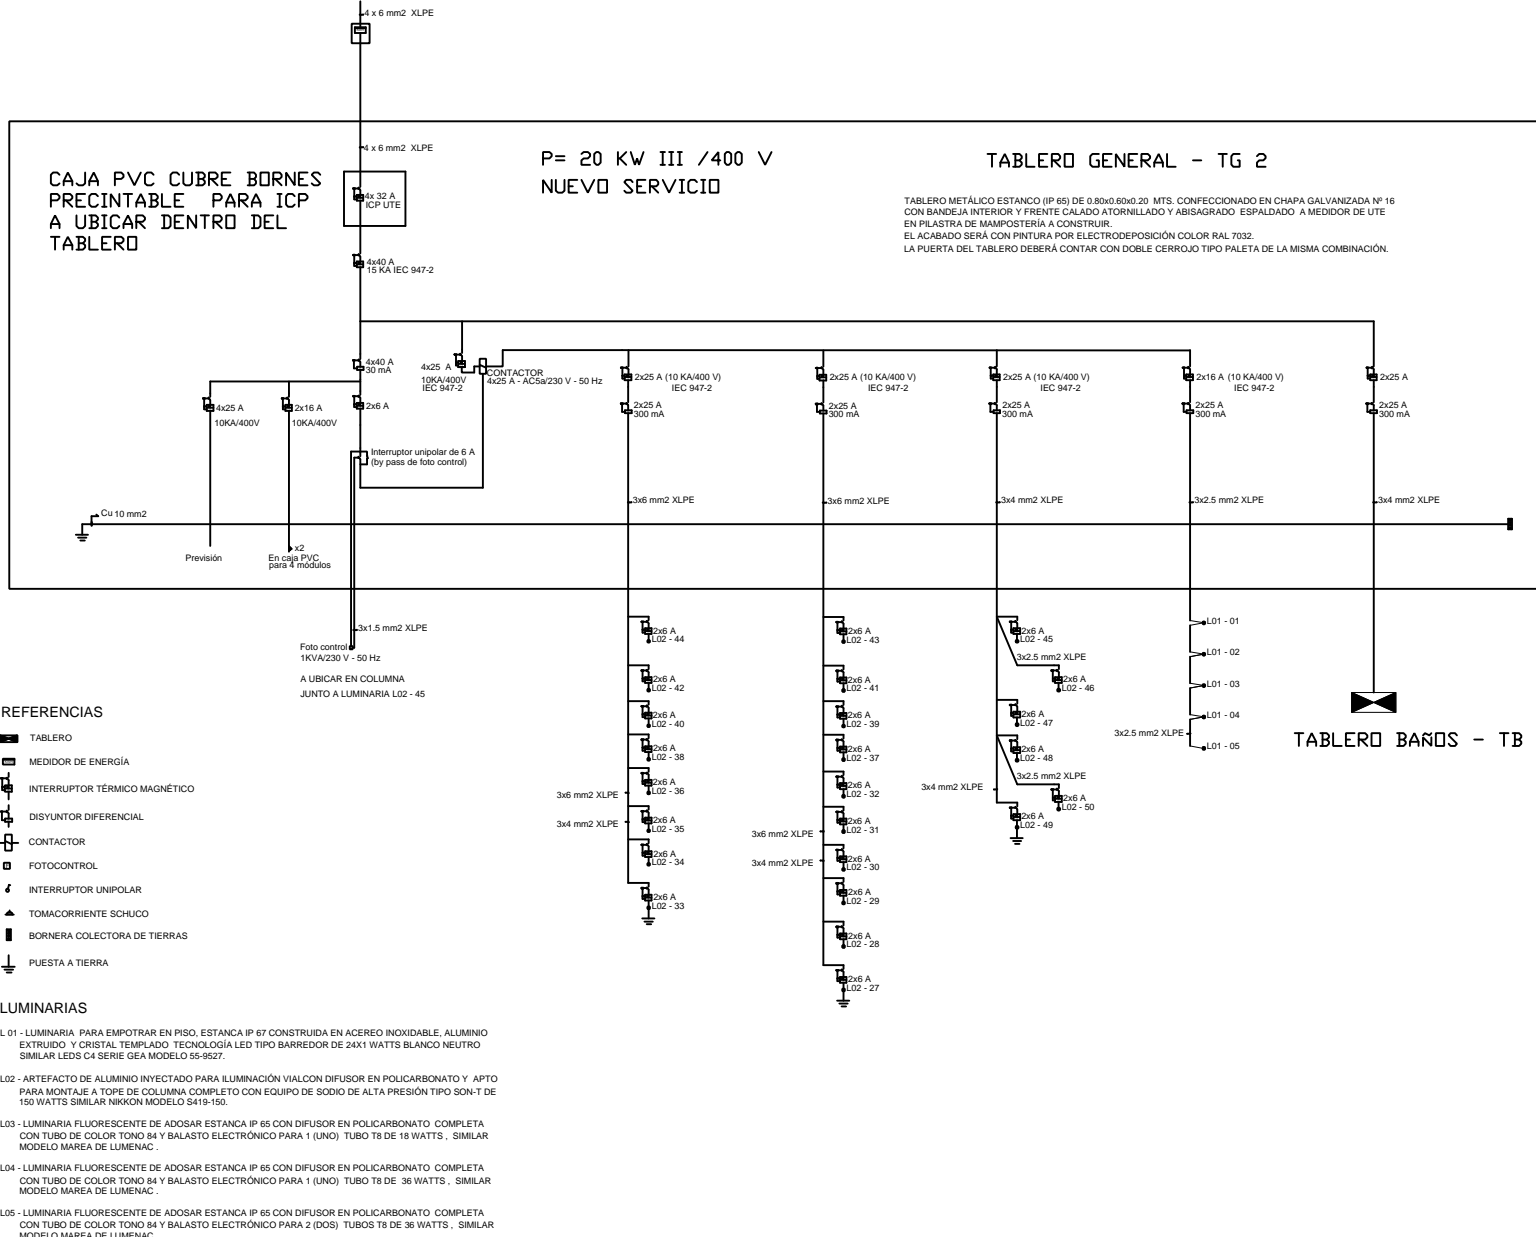 4 x 6 mm2  XLPE
4 x 6 mm2  XLPE
CAJA PVC CUBRE BORNES
PRECINTABLE  PARA ICP
A UBICAR DENTRO DEL
TABLERO
4x 32 A
ICP UTE
4x40 A
15 KA IEC 947-2
P= 20 KW III /400 V
NUEVO SERVICIO
TABLERO GENERAL - TG 2
TABLERO METÁLICO ESTANCO (IP 65) DE 0.80x0.60x0.20  MTS. CONFECCIONADO EN CHAPA GALVANIZADA Nº 16
CON BANDEJA INTERIOR Y FRENTE CALADO ATORNILLADO Y ABISAGRADO  ESPALDADO  A MEDIDOR DE UTE
EN PILASTRA DE MAMPOSTERÍA A CONSTRUIR.
EL ACABADO SERÁ CON PINTURA POR ELECTRODEPOSICIÓN COLOR RAL 7032.
LA PUERTA DEL TABLERO DEBERÁ CONTAR CON DOBLE CERROJO TIPO PALETA DE LA MISMA COMBINACIÓN.
4x40 A
30 mA
4x25  A
10KA/400V
IEC 947-2
CONTACTOR
4x25 A - AC5a/230 V - 50 Hz
4x25 A
10KA/400V
2x16 A
10KA/400V
2x6 A
Interruptor unipolar de 6 A
(by pass de foto control)
2x25 A (10 KA/400 V)
IEC 947-2
2x25 A
300 mA
2x25 A (10 KA/400 V)
IEC 947-2
2x25 A
300 mA
2x25 A (10 KA/400 V)
IEC 947-2
2x25 A
300 mA
2x16 A (10 KA/400 V)
IEC 947-2
2x25 A
300 mA
2x25 A
2x25 A
300 mA
3x6 mm2 XLPE
3x6 mm2 XLPE
3x4 mm2 XLPE
3x2.5 mm2 XLPE
3x4 mm2 XLPE
Cu 10 mm2
Previsión
x2
En caja PVC
para 4 módulos
3x1.5 mm2 XLPE
Foto control
1KVA/230 V - 50 Hz
A UBICAR EN COLUMNA
JUNTO A LUMINARIA L02 - 45
2x6 A
L02 - 44
2x6 A
L02 - 42
2x6 A
L02 - 40
2x6 A
L02 - 38
2x6 A
L02 - 36
3x6 mm2 XLPE
2x6 A
L02 - 35
3x4 mm2 XLPE
2x6 A
L02 - 34
2x6 A
L02 - 33
2x6 A
L02 - 43
2x6 A
L02 - 41
2x6 A
L02 - 39
2x6 A
L02 - 37
2x6 A
L02 - 32
2x6 A
L02 - 31
3x6 mm2 XLPE
2x6 A
L02 - 30
3x4 mm2 XLPE
2x6 A
L02 - 29
2x6 A
L02 - 28
2x6 A
L02 - 27
2x6 A
L02 - 45
3x2.5 mm2 XLPE
2x6 A
L02 - 46
2x6 A
L02 - 47
2x6 A
L02 - 48
3x2.5 mm2 XLPE
3x4 mm2 XLPE
2x6 A
L02 - 50
2x6 A
L02 - 49
L01 - 01
L01 - 02
L01 - 03
L01 - 04
3x2.5 mm2 XLPE
L01 - 05
TABLERO BAÑOS - TB
REFERENCIAS
TABLERO
MEDIDOR DE ENERGÍA
INTERRUPTOR TÉRMICO MAGNÉTICO
DISYUNTOR DIFERENCIAL
CONTACTOR
FOTOCONTROL
INTERRUPTOR UNIPOLAR
TOMACORRIENTE SCHUCO
BORNERA COLECTORA DE TIERRAS
PUESTA A TIERRA
LUMINARIAS
L 01 - LUMINARIA  PARA EMPOTRAR EN PISO, ESTANCA IP 67 CONSTRUIDA EN ACEREO INOXIDABLE, ALUMINIO
EXTRUIDO  Y CRISTAL TEMPLADO  TECNOLOGÍA LED TIPO BARREDOR DE 24X1 WATTS BLANCO NEUTRO
SIMILAR LEDS C4 SERIE GEA MODELO 55-9527.
L02 - ARTEFACTO DE ALUMINIO INYECTADO PARA ILUMINACIÓN VIALCON DIFUSOR EN POLICARBONATO Y  APTO
PARA MONTAJE A TOPE DE COLUMNA COMPLETO CON EQUIPO DE SODIO DE ALTA PRESIÓN TIPO SON-T DE
150 WATTS SIMILAR NIKKON MODELO S419-150.
L03 - LUMINARIA FLUORESCENTE DE ADOSAR ESTANCA IP 65 CON DIFUSOR EN POLICARBONATO  COMPLETA
CON TUBO DE COLOR TONO 84 Y BALASTO ELECTRÓNICO PARA 1 (UNO)  TUBO T8 DE 18 WATTS ,  SIMILAR
MODELO MAREA DE LUMENAC .
L04 - LUMINARIA FLUORESCENTE DE ADOSAR ESTANCA IP 65 CON DIFUSOR EN POLICARBONATO  COMPLETA
CON TUBO DE COLOR TONO 84 Y BALASTO ELECTRÓNICO PARA 1 (UNO)  TUBO T8 DE  36 WATTS ,  SIMILAR
MODELO MAREA DE LUMENAC .
L05 - LUMINARIA FLUORESCENTE DE ADOSAR ESTANCA IP 65 CON DIFUSOR EN POLICARBONATO  COMPLETA
CON TUBO DE COLOR TONO 84 Y BALASTO ELECTRÓNICO PARA 2 (DOS)  TUBOS T8 DE 36 WATTS ,  SIMILAR
MODELO MAREA DE LUMENAC